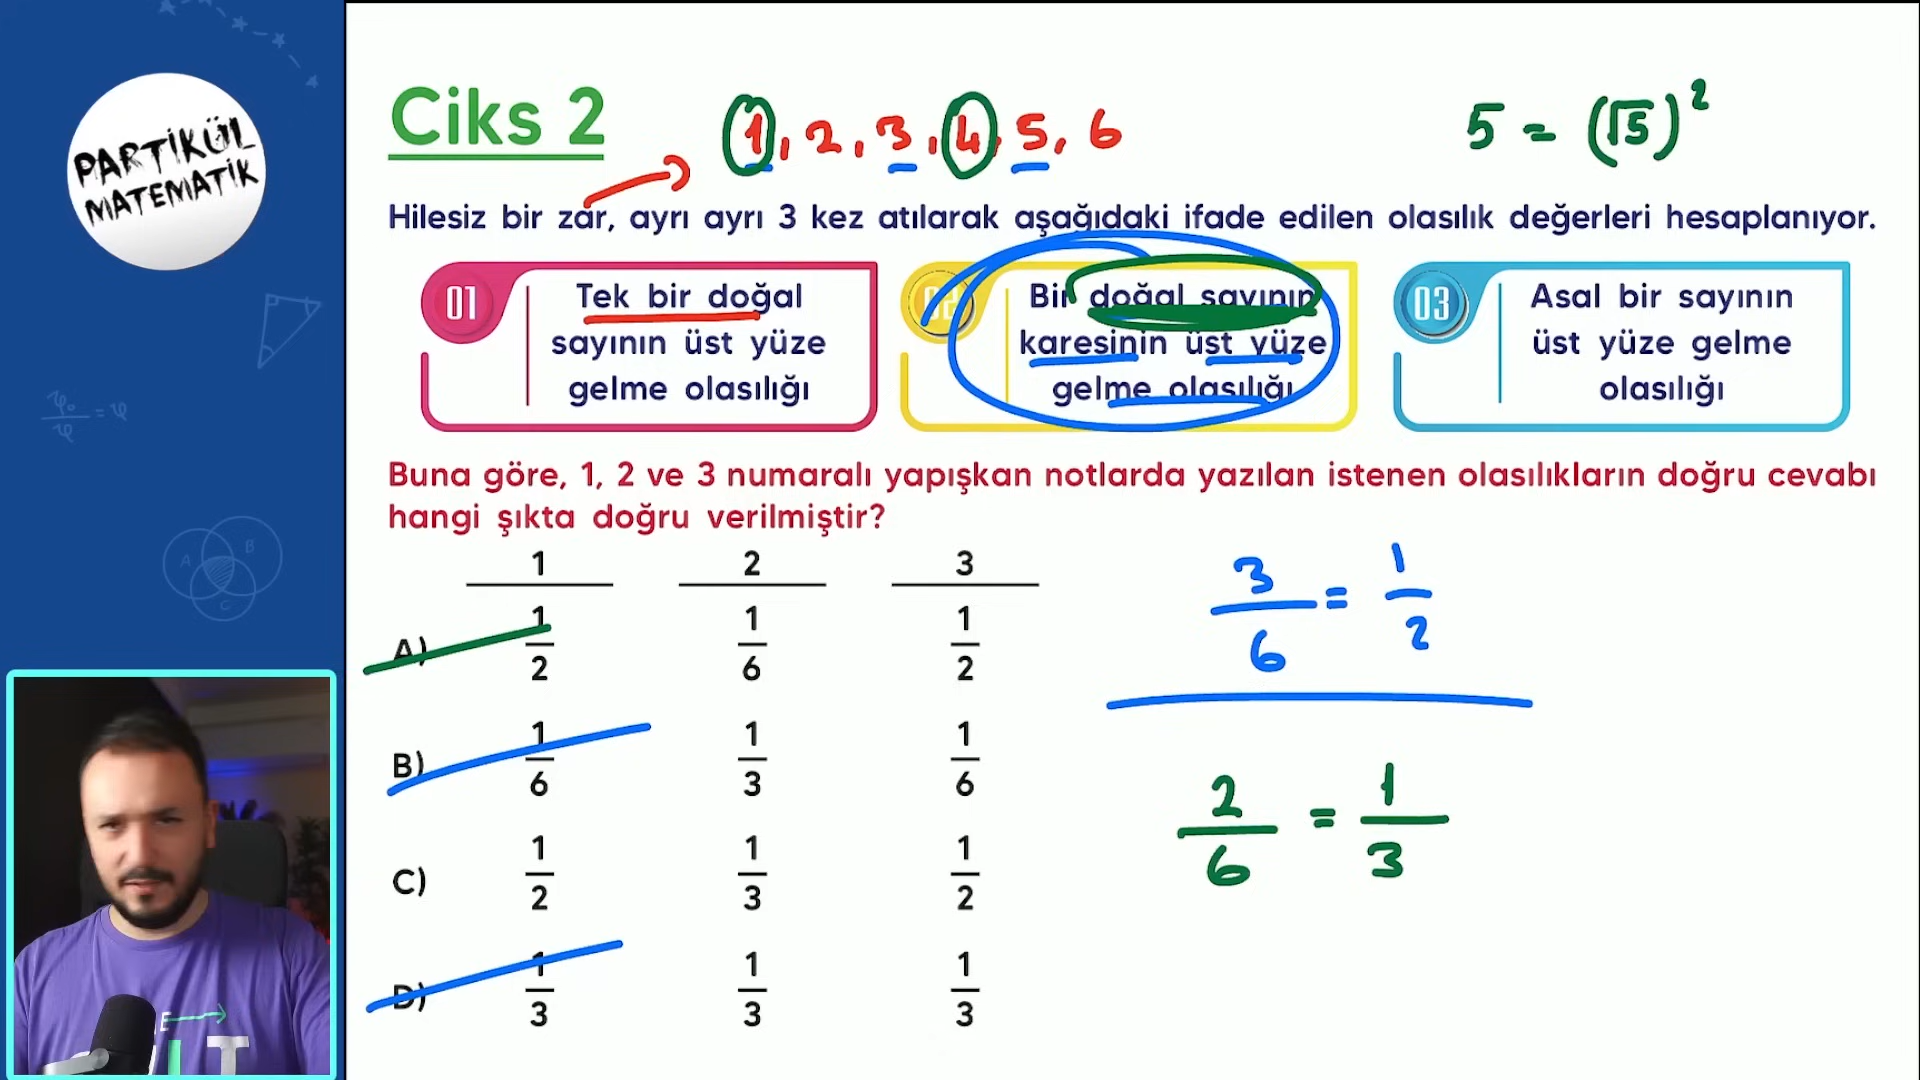 PARTİKÜL
MATEMATİK
Ciks 2
1, 2, 3, 4, 5, 6
5 = (√5)²
Hilesiz bir zar, ayrı ayrı 3 kez atılarak aşağıdaki ifade edilen olasılık değerleri hesaplanıyor.
01
Tek bir doğal
sayının üst yüze
gelme olasılığı
02
Bir doğal sayının
karesinin üst yüze
gelme olasılığı
03
Asal bir sayının
üst yüze gelme
olasılığı
Buna göre, 1, 2 ve 3 numaralı yapışkan notlarda yazılan istenen olasılıkların doğru cevabı
hangi şıkta doğru verilmiştir?
1 2 3
A) 1/2 1/6 1/2
B) 1/6 1/3 1/6
C) 1/2 1/3 1/2
D) 1/3 1/3 1/3
3/6 = 1/2
2/6 = 1/3
A B
C